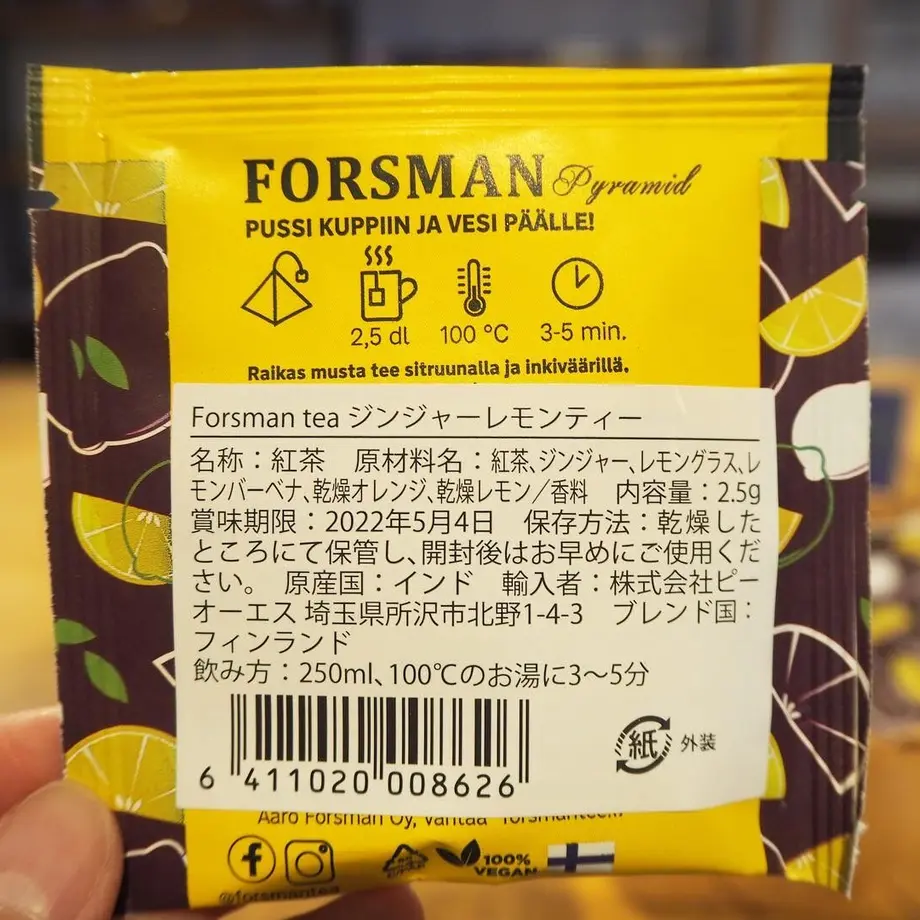 FORSMAN Pyramid
PUSSI KUPPIIN JA VESI PÄÄLLE!
2,5 dl 100 °C 3-5 min.
Raikas musta tee sitruunalla ja inkiväärillä.
Forsman tea ジンジャーレモンティー
名称：紅茶　原材料名：紅茶、ジンジャー、レモングラス、レ
モンバーベナ、乾燥オレンジ、乾燥レモン／香料　内容量：2.5g
賞味期限：2022年5月4日　保存方法：乾燥した
ところにて保管し、開封後はお早めにご使用くだ
さい。　原産国：インド　輸入者：株式会社ピー
オーエス 埼玉県所沢市北野1-4-3　ブレンド国：
フィンランド
飲み方：250ml、100℃のお湯に3～5分
6 411020 008626
紙 外装
Aaro Forsman Oy, Vantaa
100%
VEGAN
@forsmantea